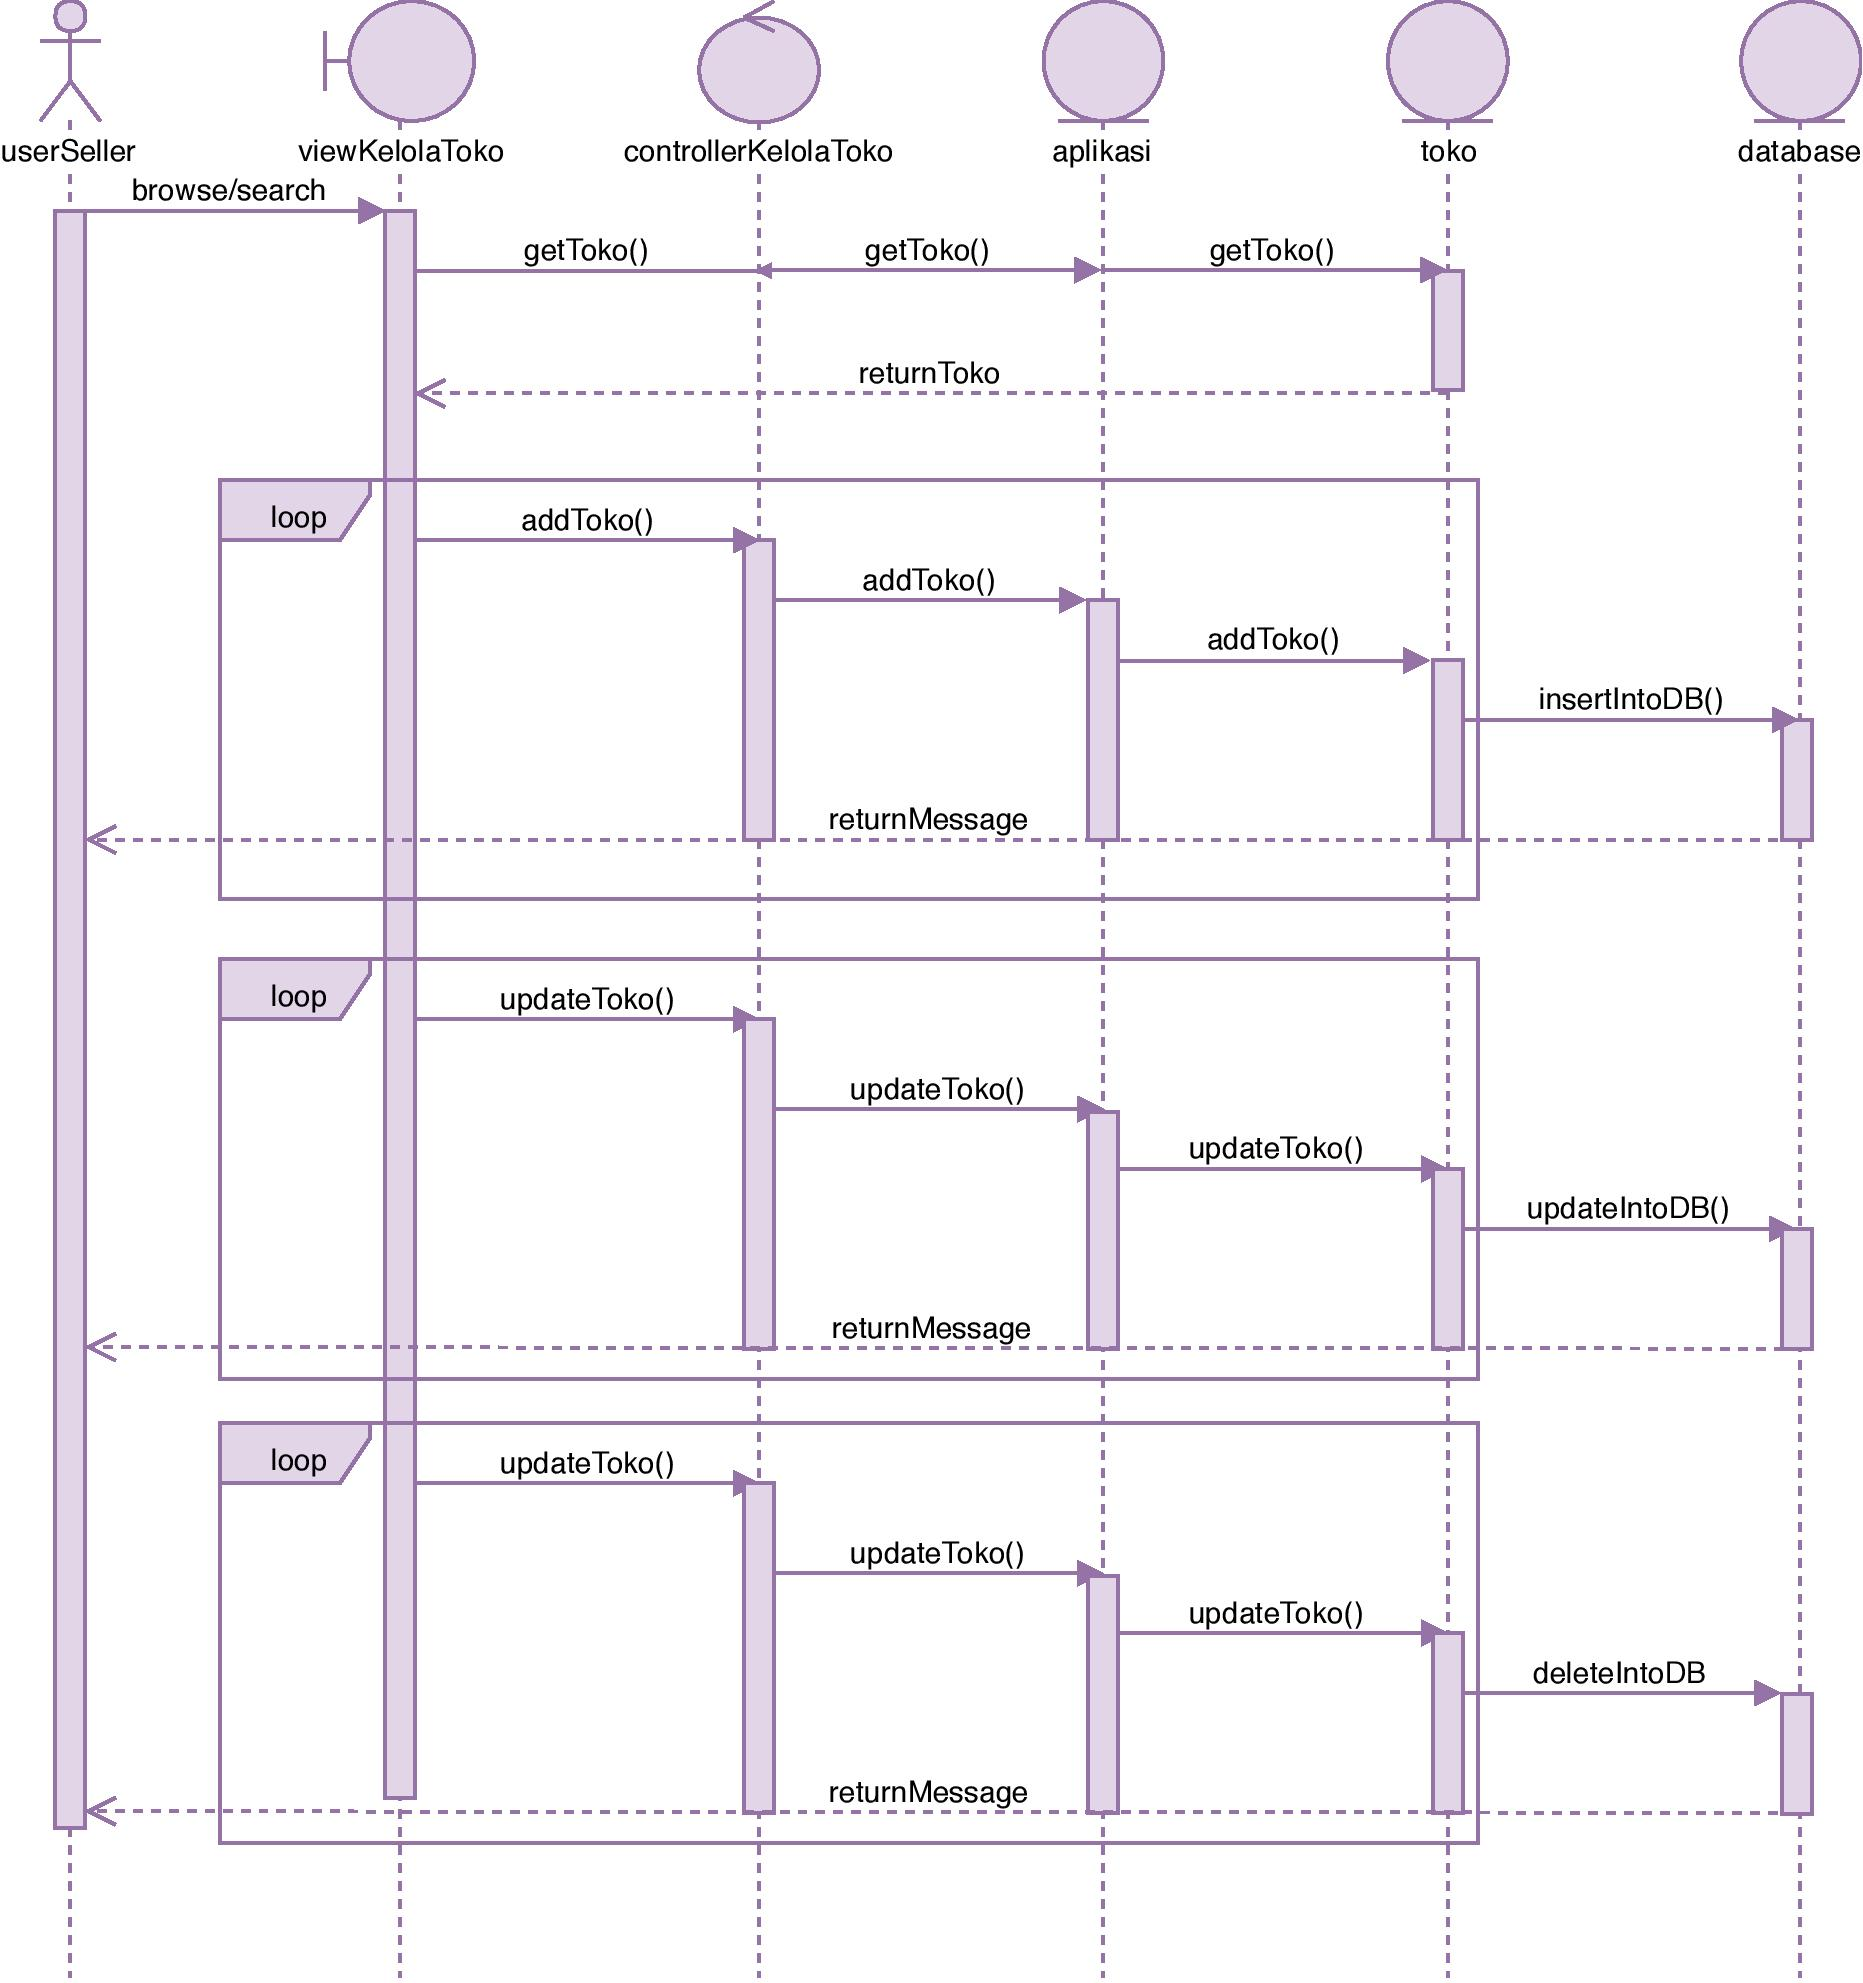 userSeller
viewKelolaToko
controllerKelolaToko
aplikasi
toko
database
browse/search
getToko()
getToko()
getToko()
returnToko
loop
addToko()
addToko()
addToko()
insertIntoDB()
returnMessage
loop
updateToko()
updateToko()
updateToko()
updateIntoDB()
returnMessage
loop
updateToko()
updateToko()
updateToko()
deleteIntoDB
returnMessage